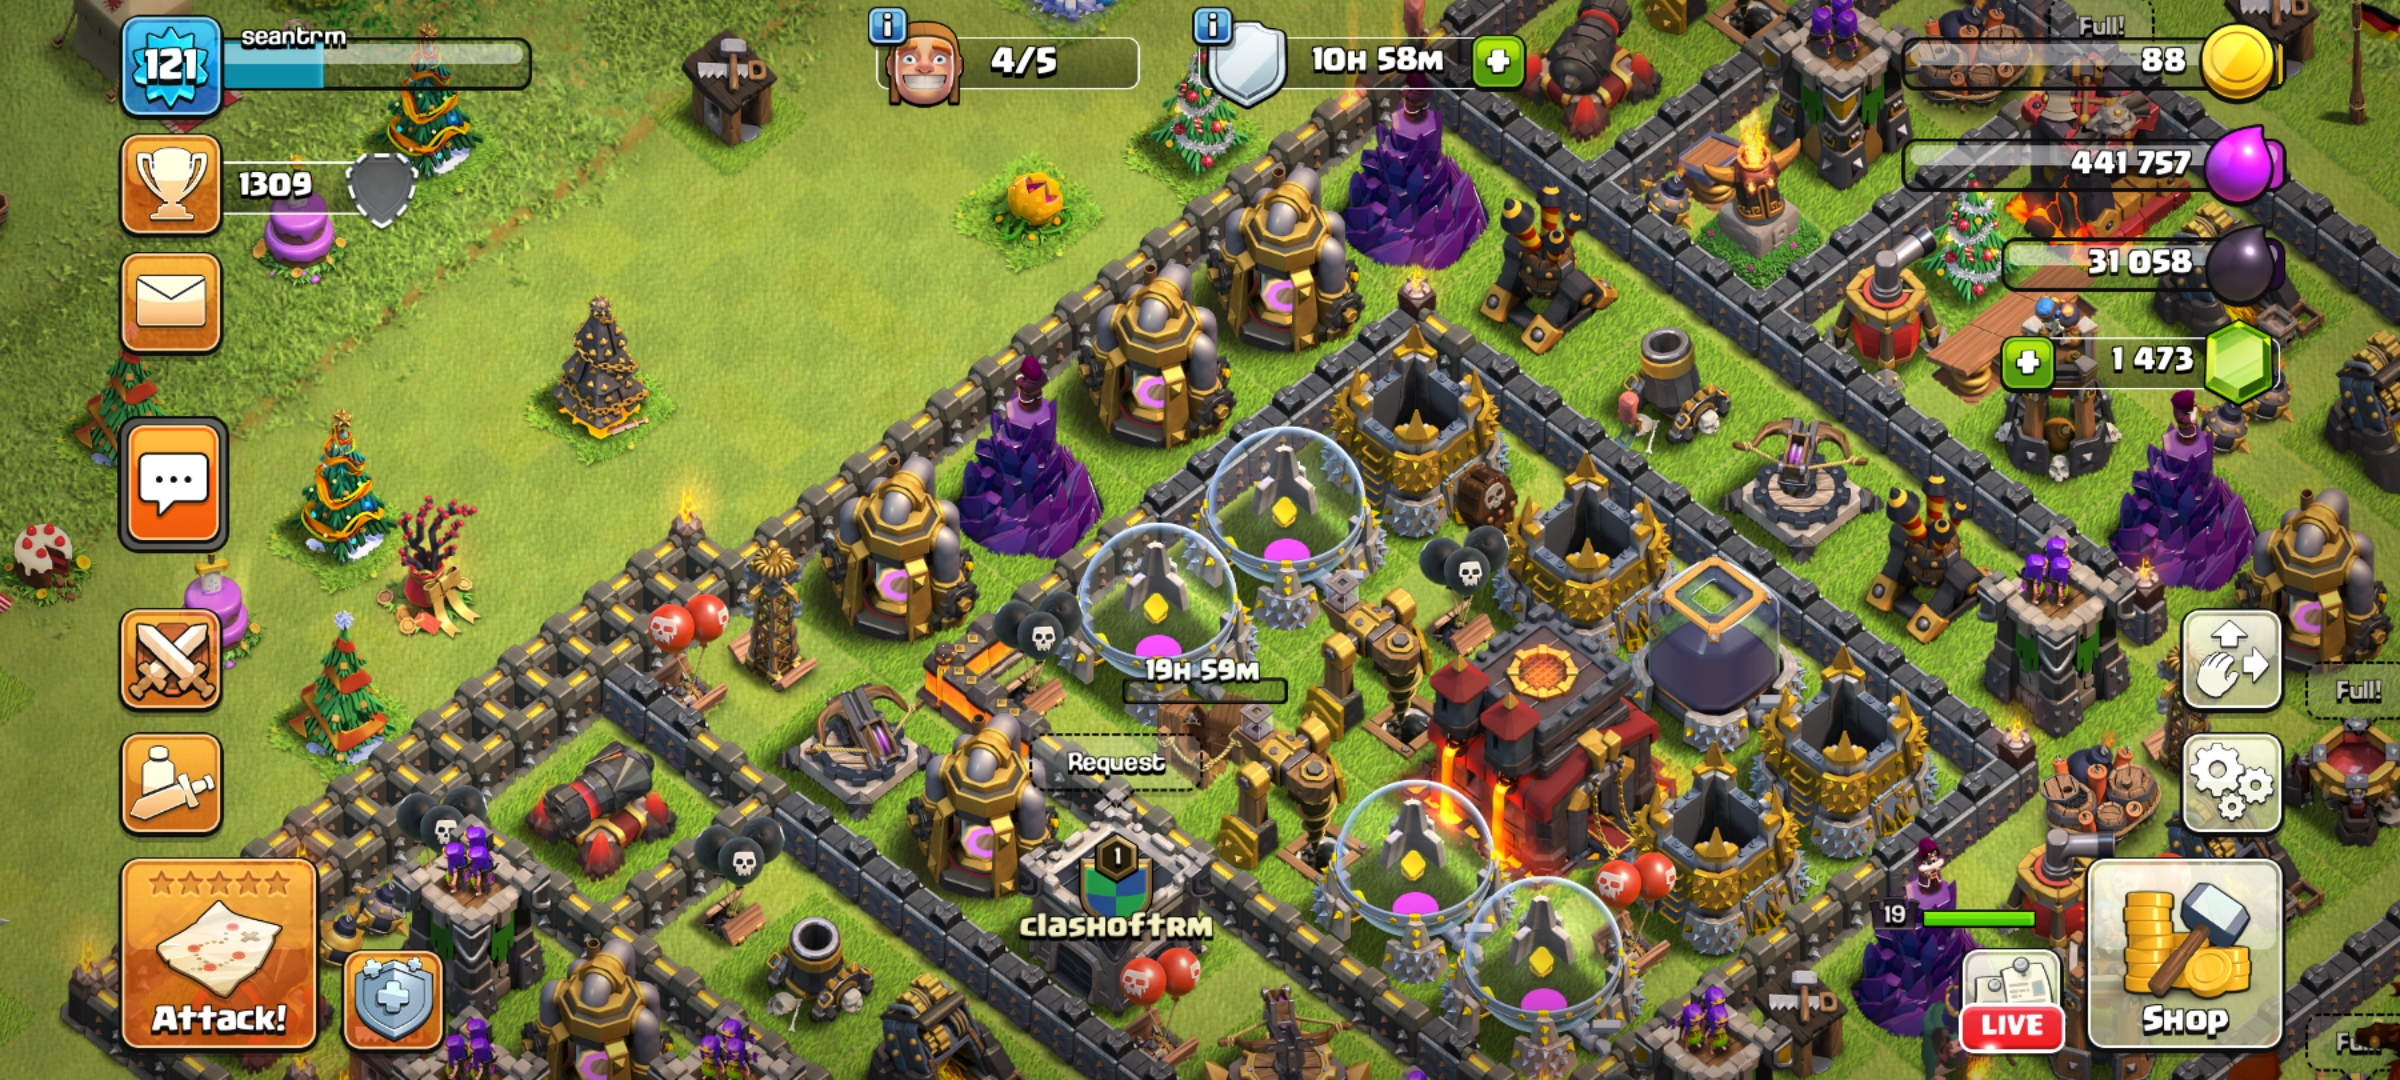 121
seantrm
4/5
10H 58M
Full!
88
1309
441 757
31 058
1 473
19H 59M
Full!
Request
1
clashoftrm
19
Attack!
LIVE
Shop